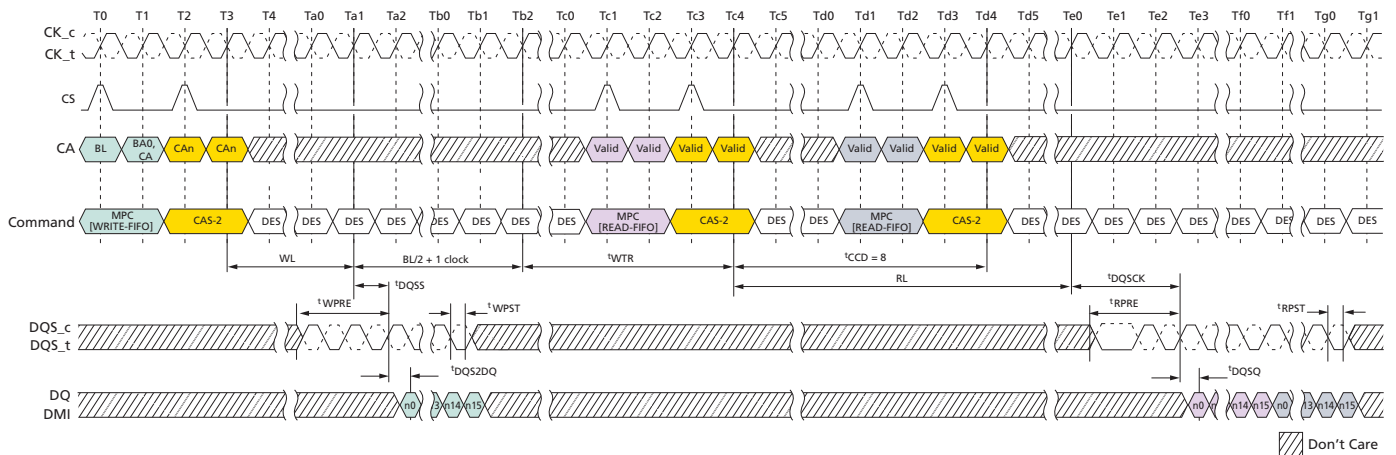 T0 T1 T2 T3 T4 Ta0 Ta1 Ta2 Tb0 Tb1 Tb2 Tc0 Tc1 Tc2 Tc3 Tc4 Tc5 Td0 Td1 Td2 Td3 Td4 Td5 Te0 Te1 Te2 Te3 Tf0 Tf1 Tg0 Tg1
CK_c
CK_t
CS
CA BL BA0, CA CAn CAn Valid Valid Valid Valid Valid Valid Valid Valid
Command MPC [WRITE-FIFO] CAS-2 DES DES DES DES DES DES DES DES MPC [READ-FIFO] CAS-2 DES DES MPC [READ-FIFO] CAS-2 DES DES DES DES DES DES DES DES DES
WL BL/2 + 1 clock tWTR tCCD = 8
tDQSS RL tDQSCK
tWPRE tWPST tRPRE tRPST
DQS_c
DQS_t
tDQS2DQ tDQSQ
DQ
DMI
n0 3 n14 n15 n0 n n14 n15 n0 13 n14 n15
Don't Care